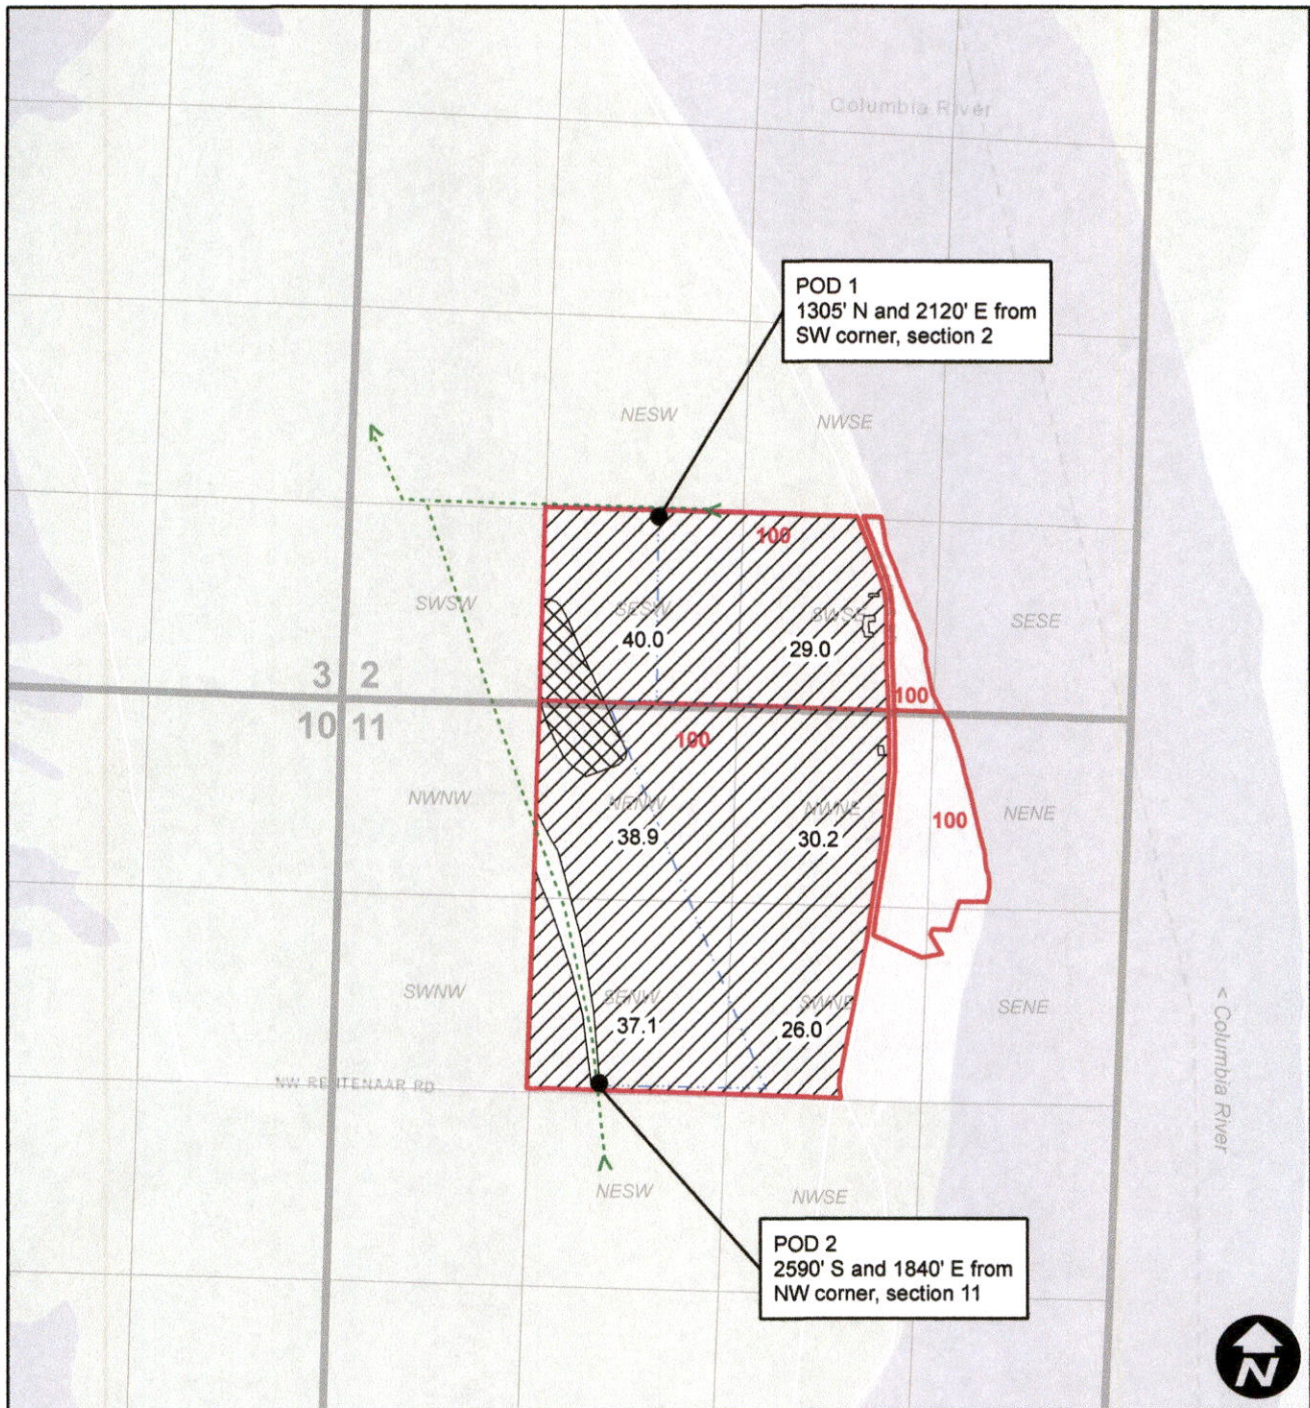 Columbia River
POD 1
1305' N and 2120' E from
SW corner, section 2
NESW
NWSE
100
SWSW
SESW
SWSE
SESE
40.0
29.0
3 2
100
10 11
100
NWNW
NENW
NWNE
100
NENE
38.9
30.2
SWNW
SENW
SWNE
SENE
37.1
26.0
< Columbia River
NW REITENAAR RD
NESW
NWSE
POD 2
2590' S and 1840' E from
NW corner, section 11
N